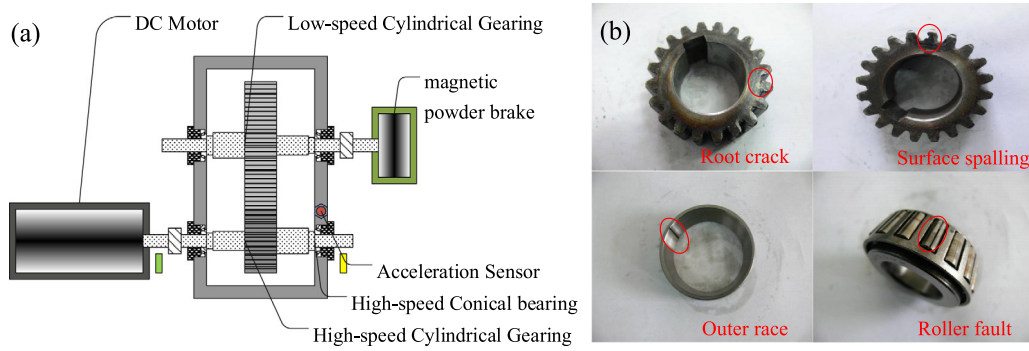 (a)
DC Motor
Low-speed Cylindrical Gearing
magnetic
powder brake
Acceleration Sensor
High-speed Conical bearing
High-speed Cylindrical Gearing
(b)
Root crack
Surface spalling
Outer race
Roller fault